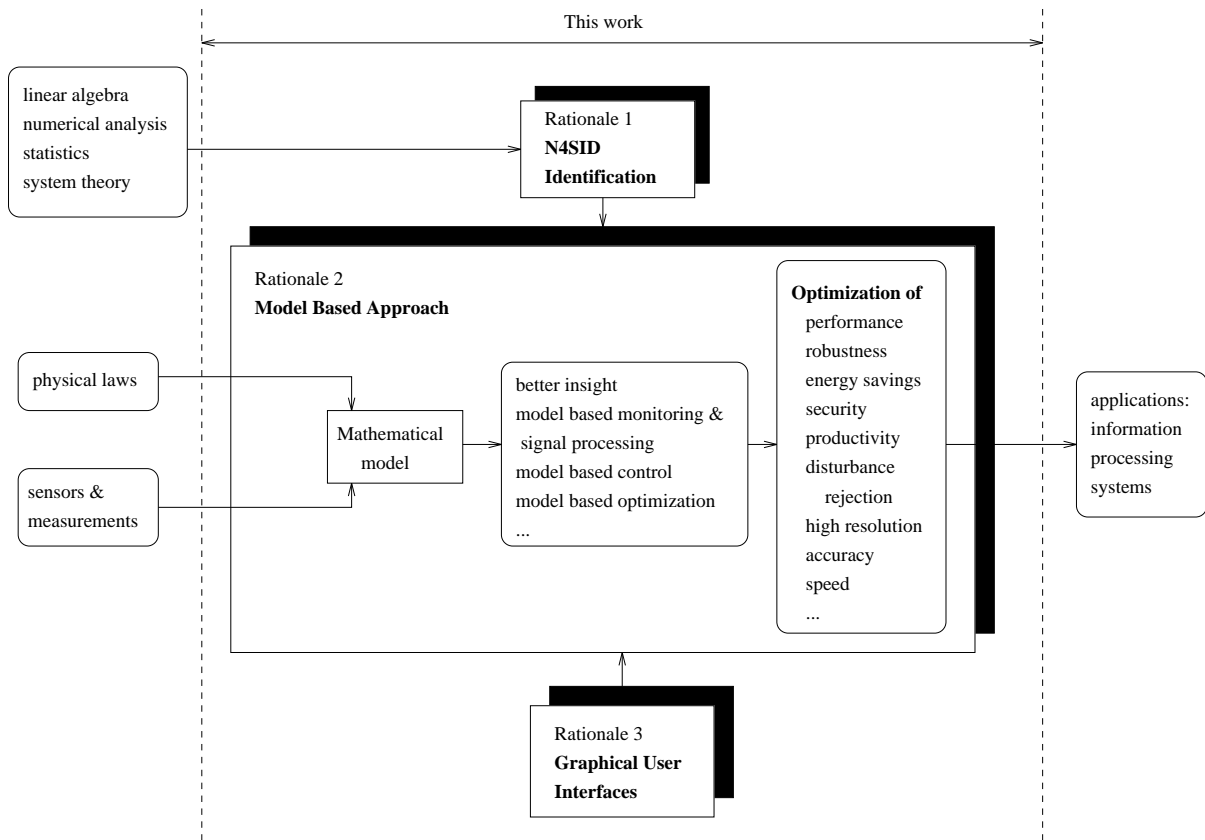 This work
linear algebra
numerical analysis
statistics
system theory
Rationale 1
N4SID
Identification
Rationale 2
Model Based Approach
physical laws
sensors &
measurements
Mathematical
model
better insight
model based monitoring &
signal processing
model based control
model based optimization
...
Optimization of
performance
robustness
energy savings
security
productivity
disturbance
rejection
high resolution
accuracy
speed
...
applications:
information
processing
systems
Rationale 3
Graphical User
Interfaces